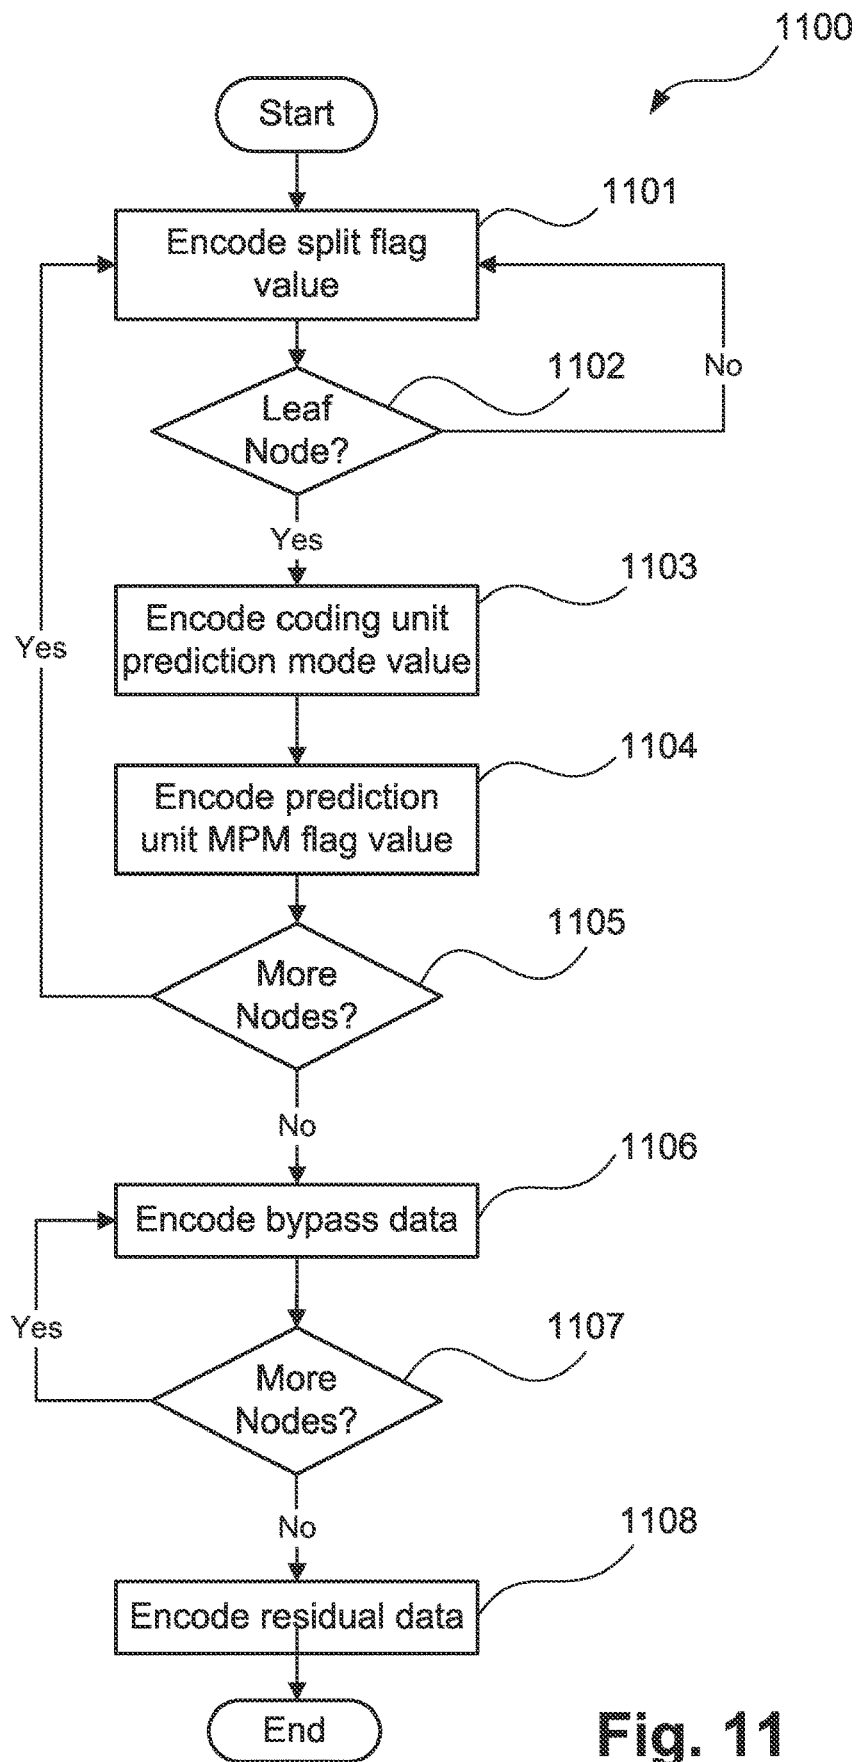 1100
Start
1101
Encode split flag
value
1102
No
Leaf
Node?
Yes
1103
Encode coding unit
prediction mode value
Yes
1104
Encode prediction
unit MPM flag value
1105
More
Nodes?
No
1106
Encode bypass data
Yes
1107
More
Nodes?
No
1108
Encode residual data
End
Fig. 11